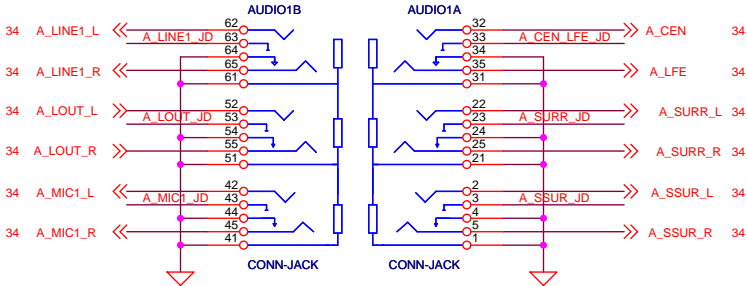 AUDIO1B AUDIO1A
34 A_LINE1_L 62 32 A_CEN 34
A_LINE1_JD 63 33 A_CEN_LFE_JD
64 34
34 A_LINE1_R 65 35 A_LFE 34
61 31
34 A_LOUT_L 52 22 A_SURR_L 34
A_LOUT_JD 53 23 A_SURR_JD
54 24
34 A_LOUT_R 55 25 A_SURR_R 34
51 21
34 A_MIC1_L 42 2 A_SSUR_L 34
A_MIC1_JD 43 3 A_SSUR_JD
44 4
34 A_MIC1_R 45 5 A_SSUR_R 34
41 1
CONN-JACK CONN-JACK